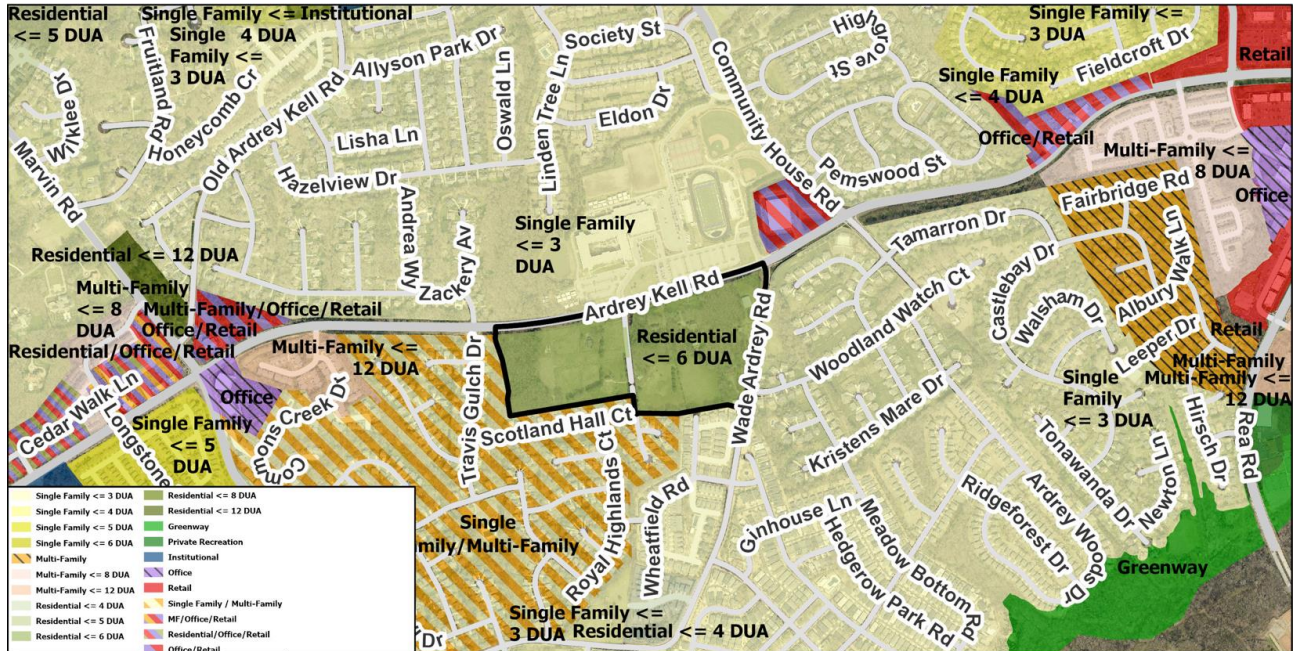 Residential
<= 5 DUA
Single Family <= Institutional
Single 4 DUA
Family <=
3 DUA
Fruitland Rd
Honeycomb Cr
Wilklee Dr
Marvin Rd
Old Ardrey Kell Rd
Allyson Park Dr
Lisha Ln
Hazelview Dr
Oswald Ln
Linden Tree Ln
Society St
Eldon Dr
Andrea Wy
Zackery Av
Community House Rd
Highgrove St
Pemswood St
Single Family <=
3 DUA
Fieldcroft Dr
Retail
Single Family
<= 4 DUA
Office/Retail
Multi-Family <=
8 DUA
Office
Fairbridge Rd
Albury Walk Ln
Leeper Dr
Retail
Multi-Family
Multi-Family <=
12 DUA
Single Family
<= 3
DUA
Residential <= 12 DUA
Multi-Family
<= 8
DUA
Multi-Family/Office/Retail
Office/Retail
Residential/Office/Retail
Multi-Family <=
12 DUA
Office
Cedar Walk Ln
Longstone
Single Family
<= 5
DUA
Commons Creek Dr
Travis Gulch Dr
Scotland Hall Ct
Ardrey Kell Rd
Residential
<= 6 DUA
Wade Ardrey Rd
Tamarron Dr
Woodland Watch Ct
Castlebay Dr
Walsham Dr
Kristens Mare Dr
Single
Family
<= 3 DUA
Hirsch Dr
Rea Rd
Newton Ln
Tonawanda Dr
Ardrey Woods Dr
Ridgeforest Dr
Greenway
Ginhouse Ln
Hedgerow Park Rd
Meadow Bottom Rd
Royal Highlands Ct
Wheatfield Rd
Single
mily/Multi-Family
Single Family <=
3 DUA Residential <= 4 DUA
Dr
Single Family <= 3 DUA
Single Family <= 4 DUA
Single Family <= 5 DUA
Single Family <= 6 DUA
Multi-Family
Multi-Family <= 8 DUA
Multi-Family <= 12 DUA
Residential <= 4 DUA
Residential <= 5 DUA
Residential <= 6 DUA
Residential <= 8 DUA
Residential <= 12 DUA
Greenway
Private Recreation
Institutional
Office
Retail
Single Family / Multi-Family
MF/Office/Retail
Residential/Office/Retail
Office/Retail